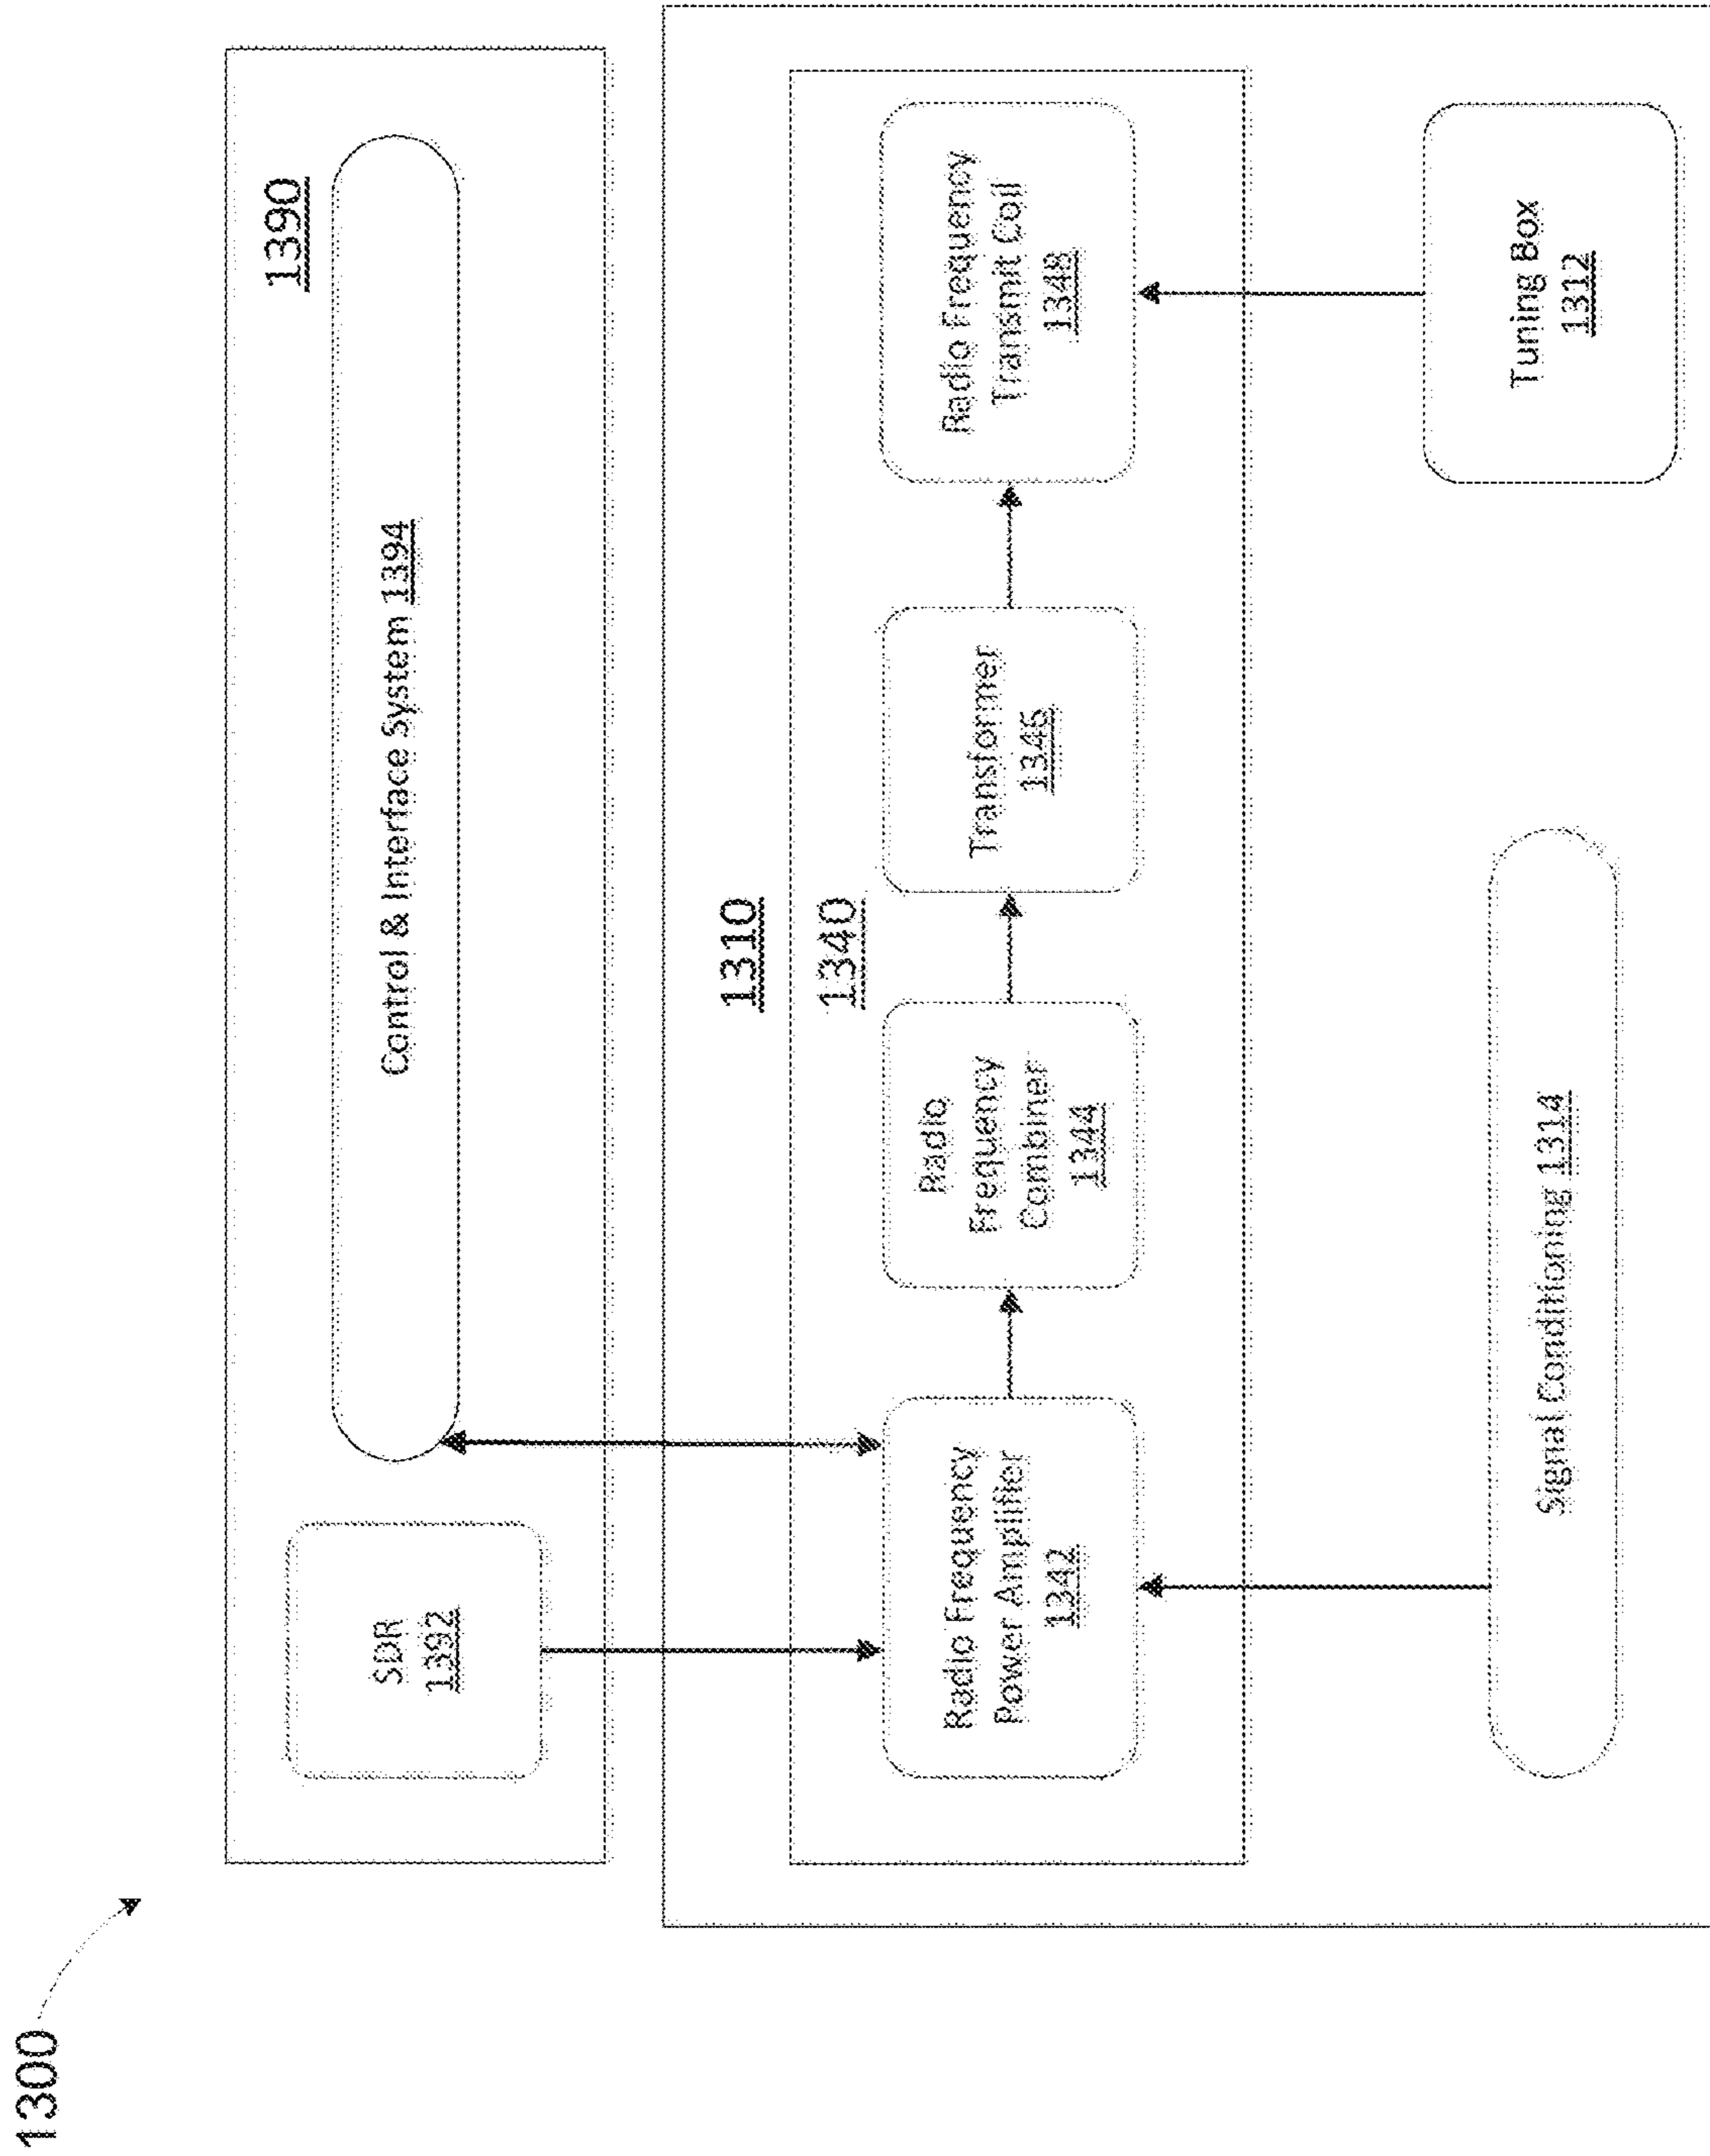 1300
1390
SDR
1392
Control & Interface System 1394
1310
1340
Radio Frequency
Power Amplifier
1342
Radio
Frequency
Combiner
1344
Transformer
1346
Radio Frequency
Transmit Coil
1348
Signal Conditioning 1314
Tuning Box
1312